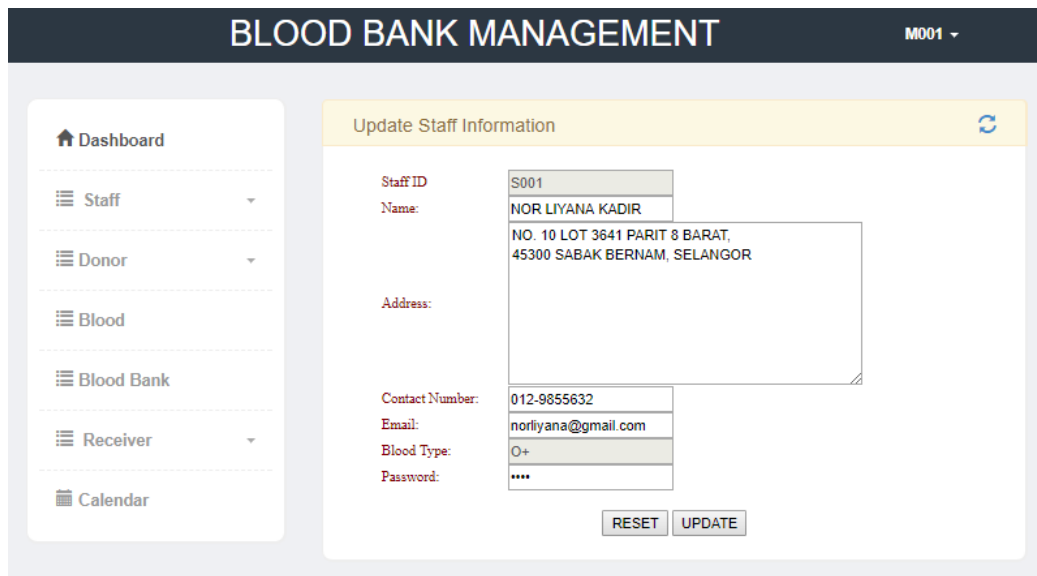 BLOOD BANK MANAGEMENT
M001
Dashboard
Staff
Donor
Blood
Blood Bank
Receiver
Calendar
Update Staff Information
Staff ID S001
Name: NOR LIYANA KADIR
Address: NO. 10 LOT 3641 PARIT 8 BARAT,
45300 SABAK BERNAM, SELANGOR
Contact Number: 012-9855632
Email: norliyana@gmail.com
Blood Type: O+
Password: ••••
RESET UPDATE